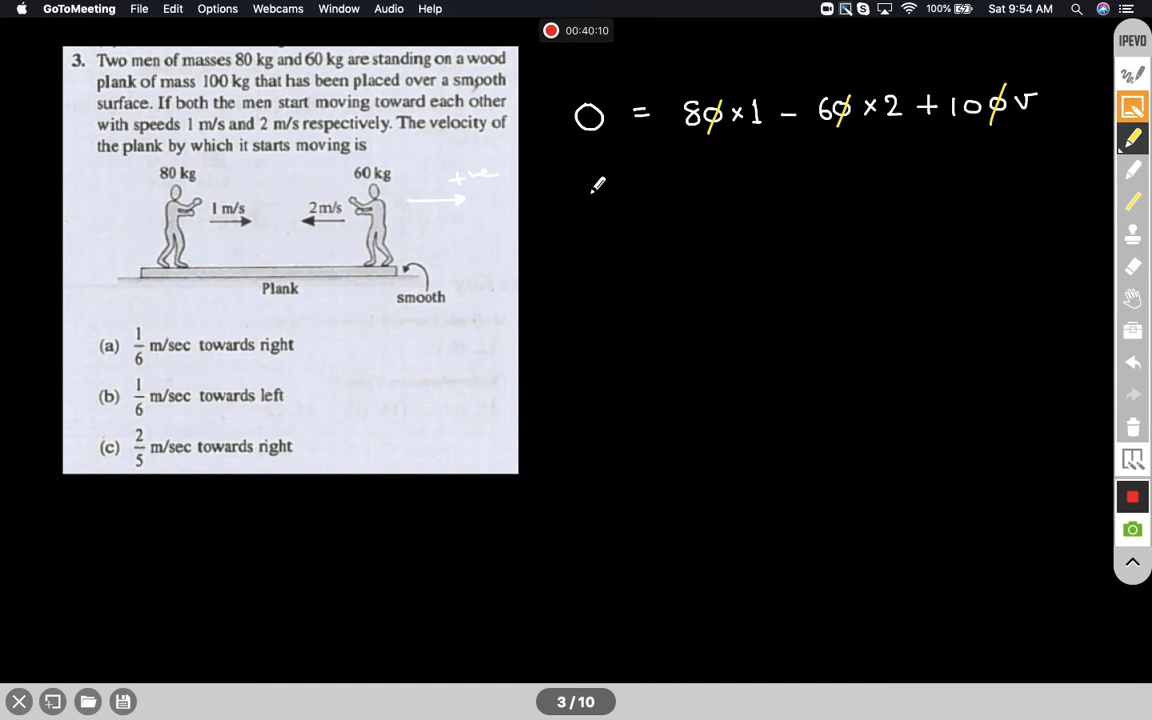 GoToMeeting File Edit Options Webcams Window Audio Help 100% Sat 9:54 AM
00:40:10
IPEVO
3. Two men of masses 80 kg and 60 kg are standing on a wood
plank of mass 100 kg that has been placed over a smooth
surface. If both the men start moving toward each other
with speeds 1 m/s and 2 m/s respectively. The velocity of
the plank by which it starts moving is
0 = 80 × 1 - 60 × 2 + 100 v
80 kg 60 kg
+ve
1 m/s 2 m/s
Plank
smooth
(a) 1/6 m/sec towards right
(b) 1/6 m/sec towards left
(c) 2/5 m/sec towards right
3 / 10